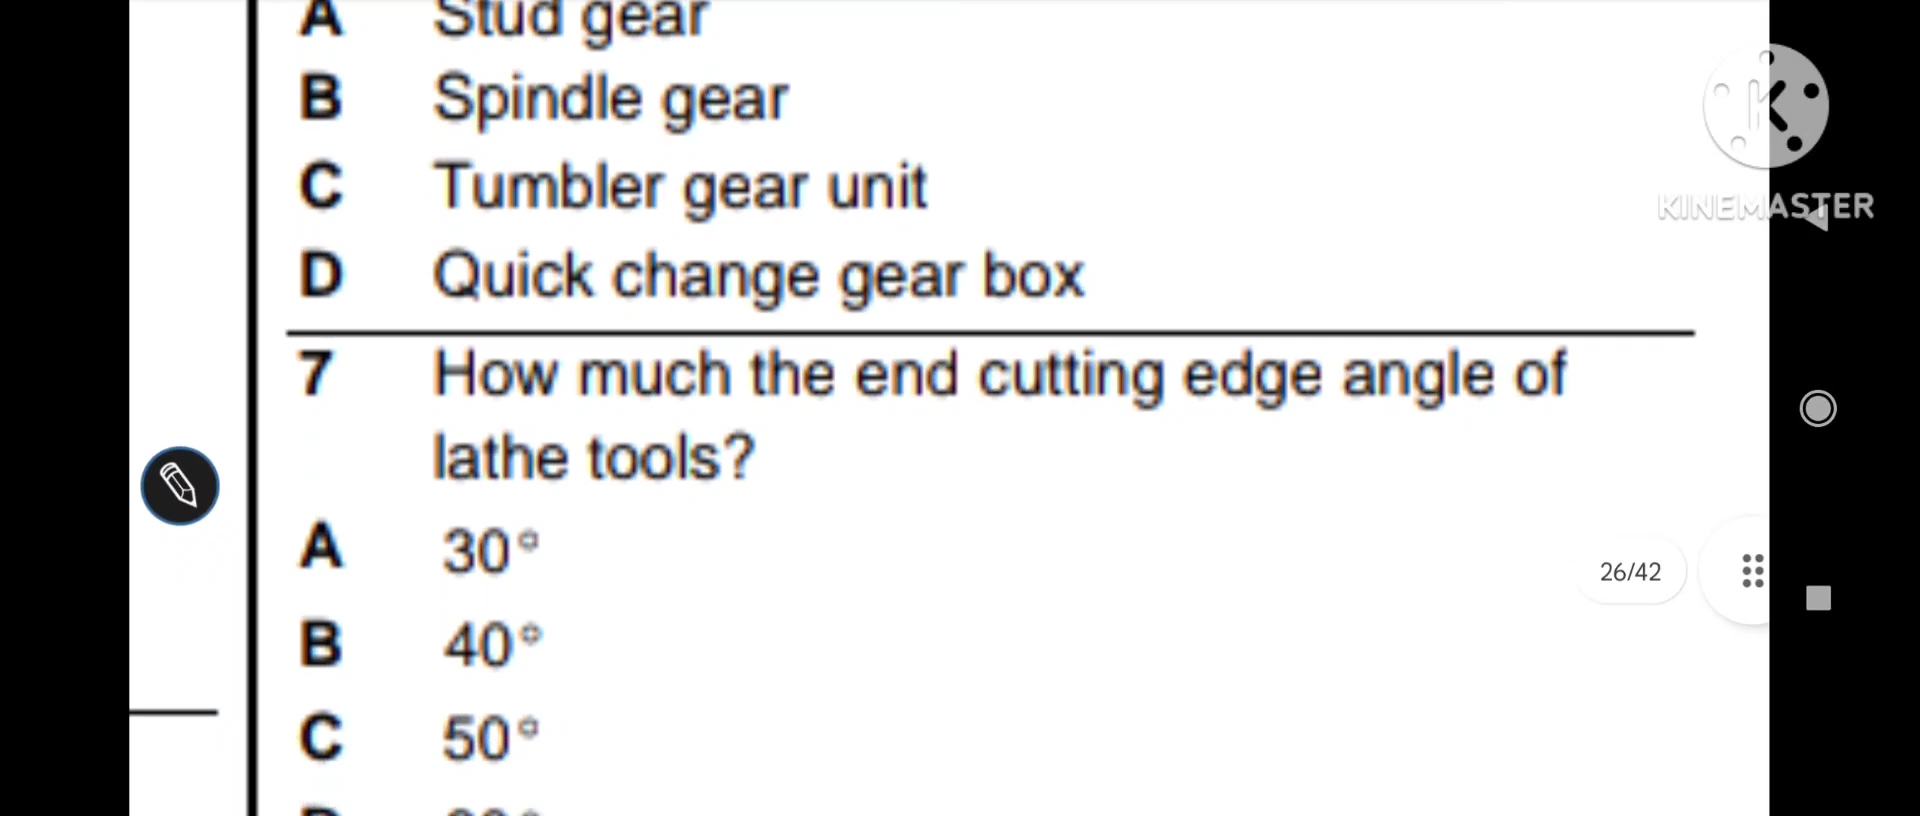 A Stud gear
B Spindle gear
C Tumbler gear unit
D Quick change gear box
7 How much the end cutting edge angle of
lathe tools?
A 30°
B 40°
C 50°
26/42
KINEMASTER